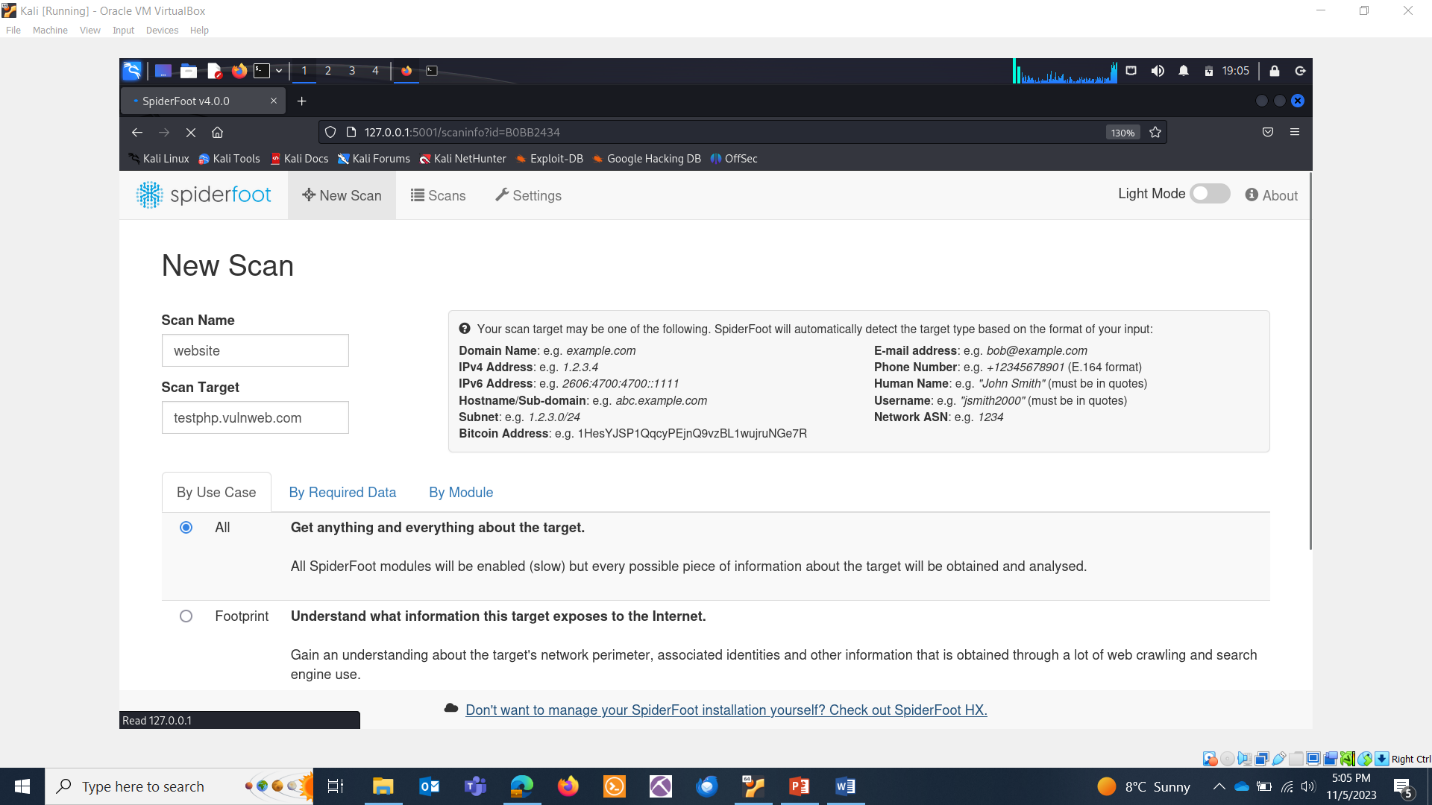 Kali [Running] - Oracle VM VirtualBox
File Machine View Input Devices Help
1 2 3 4 19:05
SpiderFoot v4.0.0
127.0.0.1:5001/scaninfo?id=B0BB2434 130%
Kali Linux Kali Tools Kali Docs Kali Forums Kali NetHunter Exploit-DB Google Hacking DB OffSec
spiderfoot New Scan Scans Settings Light Mode About
New Scan
Scan Name
website
Scan Target
testphp.vulnweb.com
Your scan target may be one of the following. SpiderFoot will automatically detect the target type based on the format of your input:
Domain Name: e.g. example.com
IPv4 Address: e.g. 1.2.3.4
IPv6 Address: e.g. 2606:4700:4700::1111
Hostname/Sub-domain: e.g. abc.example.com
Subnet: e.g. 1.2.3.0/24
Bitcoin Address: e.g. 1HesYJSP1QqcyPEjnQ9vzBL1wujruNGe7R
E-mail address: e.g. bob@example.com
Phone Number: e.g. +12345678901 (E.164 format)
Human Name: e.g. "John Smith" (must be in quotes)
Username: e.g. "jsmith2000" (must be in quotes)
Network ASN: e.g. 1234
By Use Case By Required Data By Module
All Get anything and everything about the target.
All SpiderFoot modules will be enabled (slow) but every possible piece of information about the target will be obtained and analysed.
Footprint Understand what information this target exposes to the Internet.
Gain an understanding about the target's network perimeter, associated identities and other information that is obtained through a lot of web crawling and search
engine use.
Don't want to manage your SpiderFoot installation yourself? Check out SpiderFoot HX.
Read 127.0.0.1
Right Ctrl
Type here to search
8°C Sunny
5:05 PM
11/5/2023
5